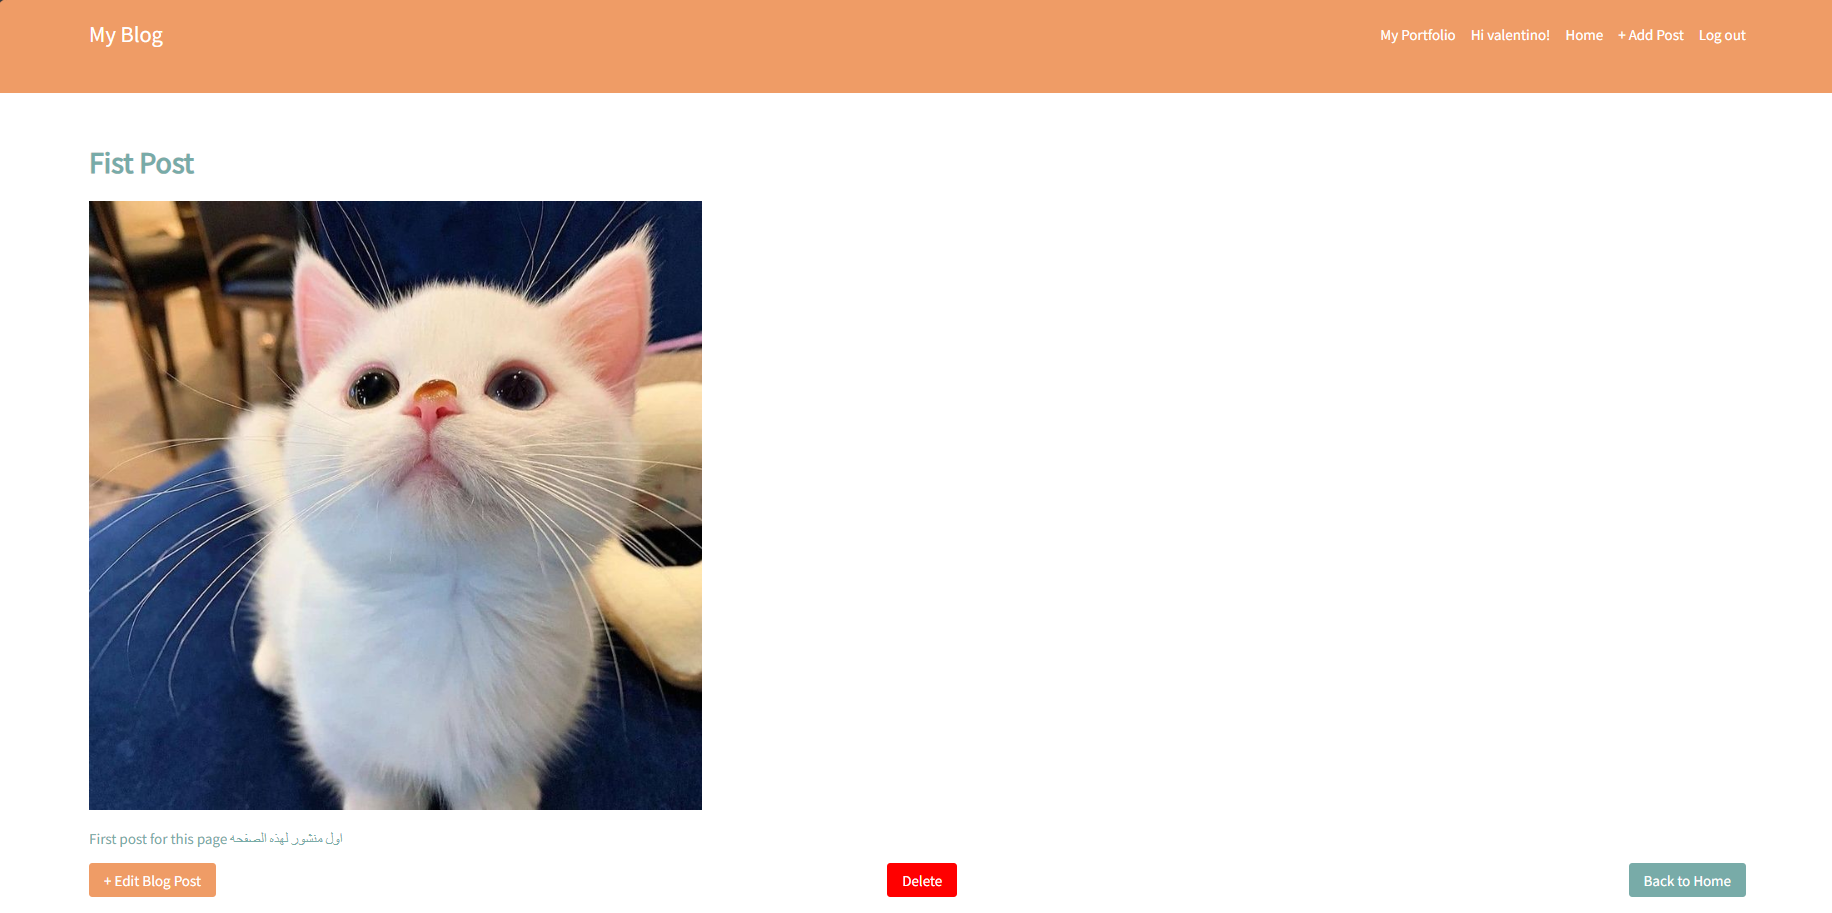 My Blog
My Portfolio Hi valentino! Home + Add Post Log out
Fist Post
First post for this page اول منشور لهذه الصفحه
+ Edit Blog Post Delete Back to Home